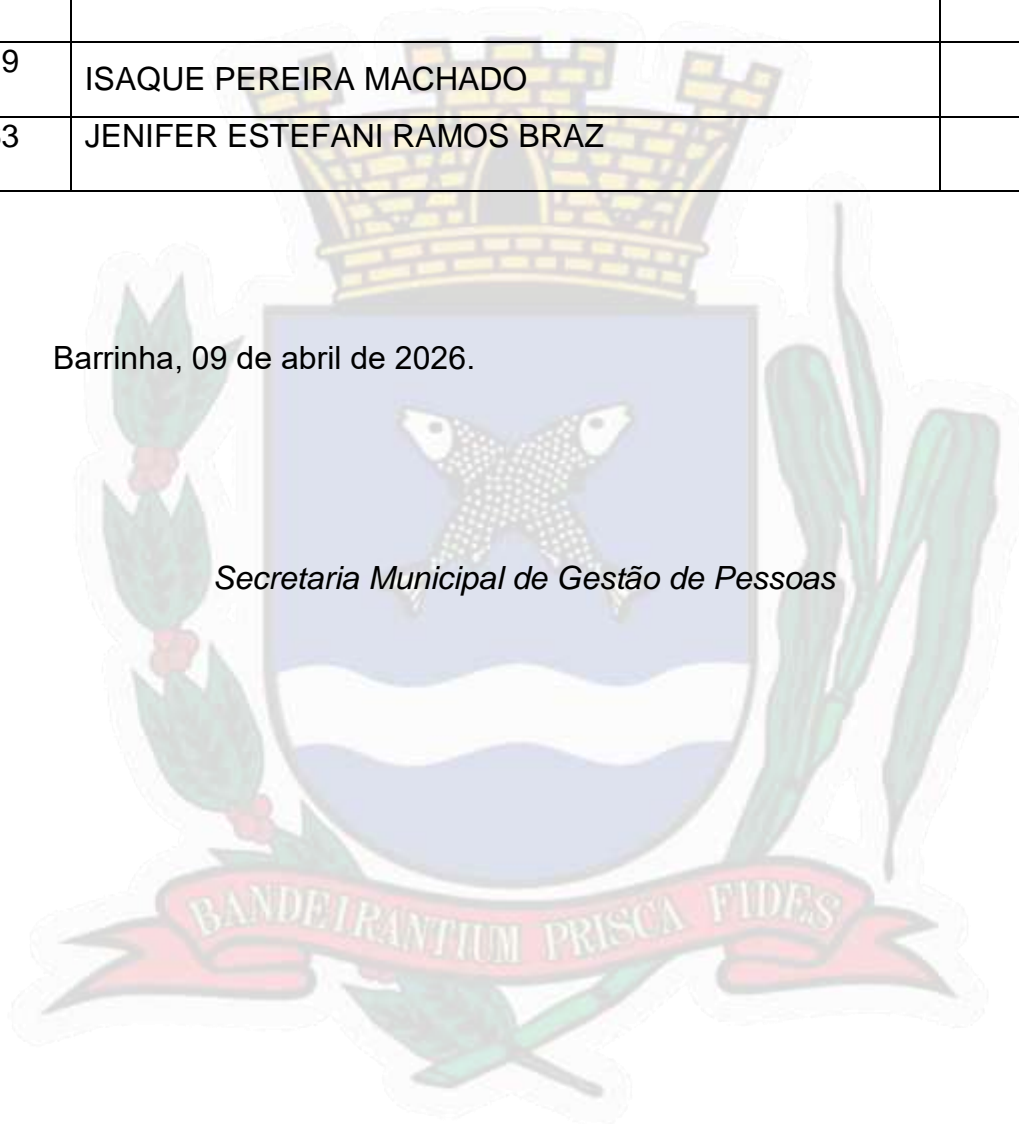 9 ISAQUE PEREIRA MACHADO
3 JENIFER ESTEFANI RAMOS BRAZ
Barrinha, 09 de abril de 2026.
Secretaria Municipal de Gestão de Pessoas
BANDEIRANTIUM PRISCA FIDES